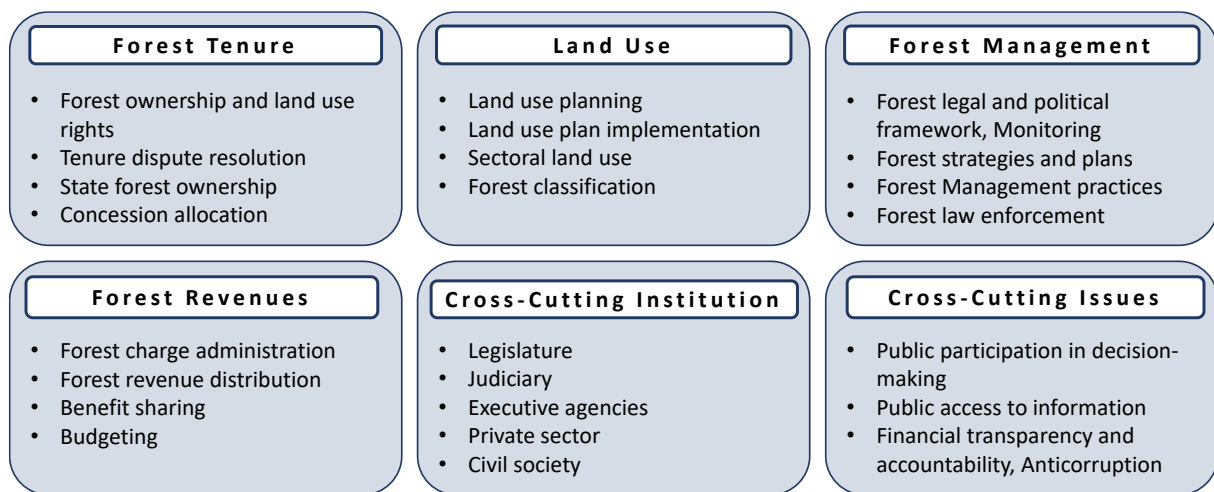 Forest Tenure
• Forest ownership and land use
rights
• Tenure dispute resolution
• State forest ownership
• Concession allocation
Land Use
• Land use planning
• Land use plan implementation
• Sectoral land use
• Forest classification
Forest Management
• Forest legal and political
framework, Monitoring
• Forest strategies and plans
• Forest Management practices
• Forest law enforcement
Forest Revenues
• Forest charge administration
• Forest revenue distribution
• Benefit sharing
• Budgeting
Cross-Cutting Institution
• Legislature
• Judiciary
• Executive agencies
• Private sector
• Civil society
Cross-Cutting Issues
• Public participation in decision-
making
• Public access to information
• Financial transparency and
accountability, Anticorruption